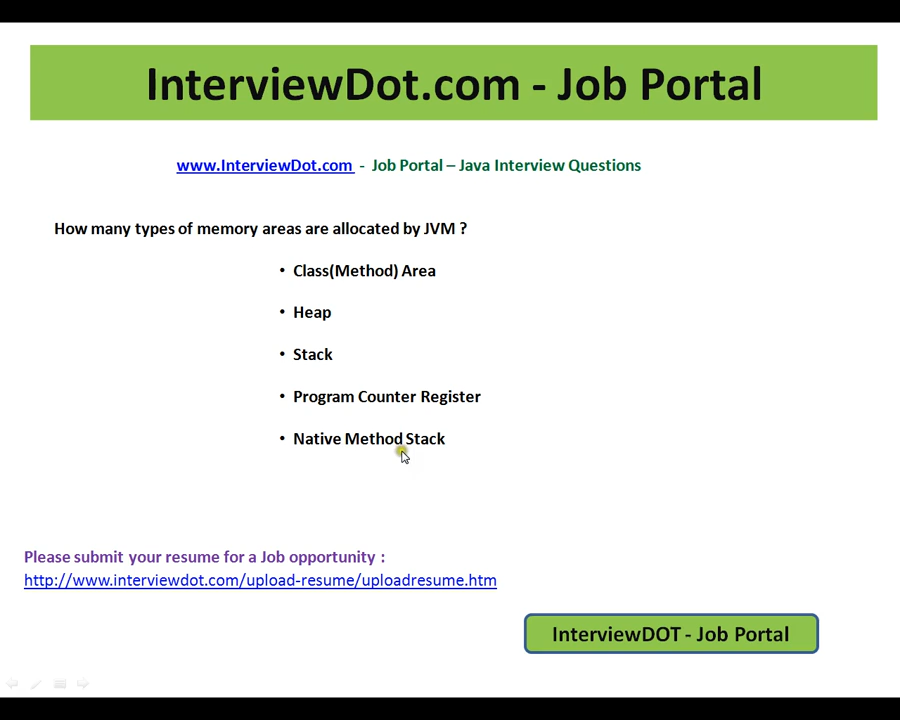 InterviewDot.com - Job Portal
www.InterviewDot.com - Job Portal – Java Interview Questions
How many types of memory areas are allocated by JVM ?
• Class(Method) Area
• Heap
• Stack
• Program Counter Register
• Native Method Stack
Please submit your resume for a Job opportunity :
http://www.interviewdot.com/upload-resume/uploadresume.htm
InterviewDOT - Job Portal